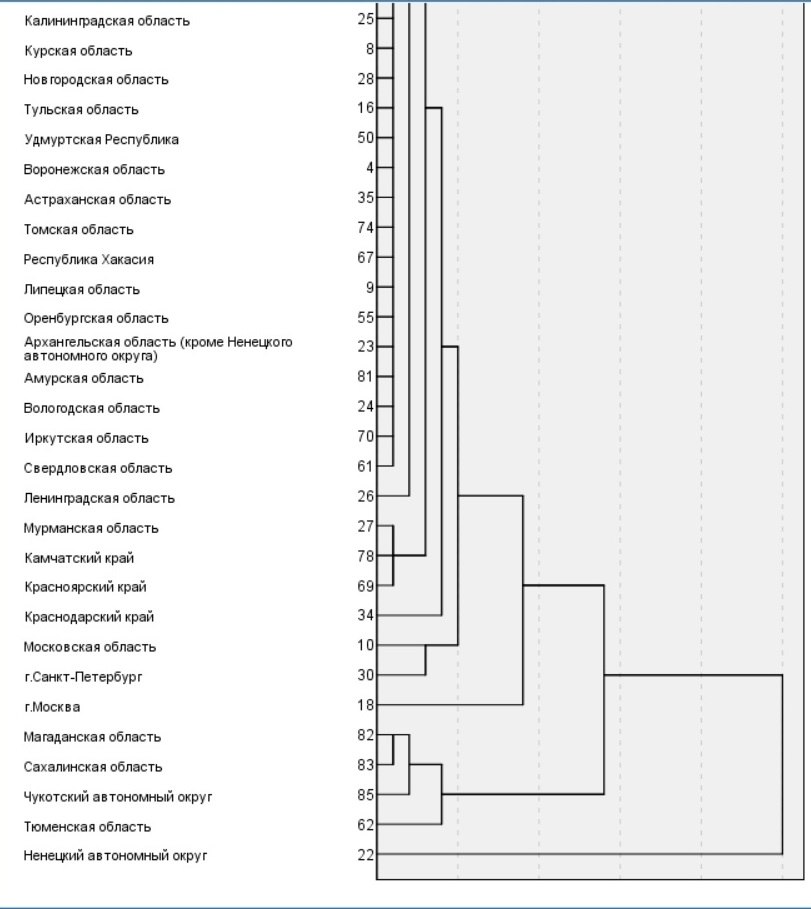 Калининградская область 25
Курская область 8
Новгородская область 28
Тульская область 16
Удмуртская Республика 50
Воронежская область 4
Астраханская область 35
Томская область 74
Республика Хакасия 67
Липецкая область 9
Оренбургская область 55
Архангельская область (кроме Ненецкого
автономного округа) 23
Амурская область 81
Вологодская область 24
Иркутская область 70
Свердловская область 61
Ленинградская область 26
Мурманская область 27
Камчатский край 78
Красноярский край 69
Краснодарский край 34
Московская область 10
г.Санкт-Петербург 30
г.Москва 18
Магаданская область 82
Сахалинская область 83
Чукотский автономный округ 85
Тюменская область 62
Ненецкий автономный округ 22